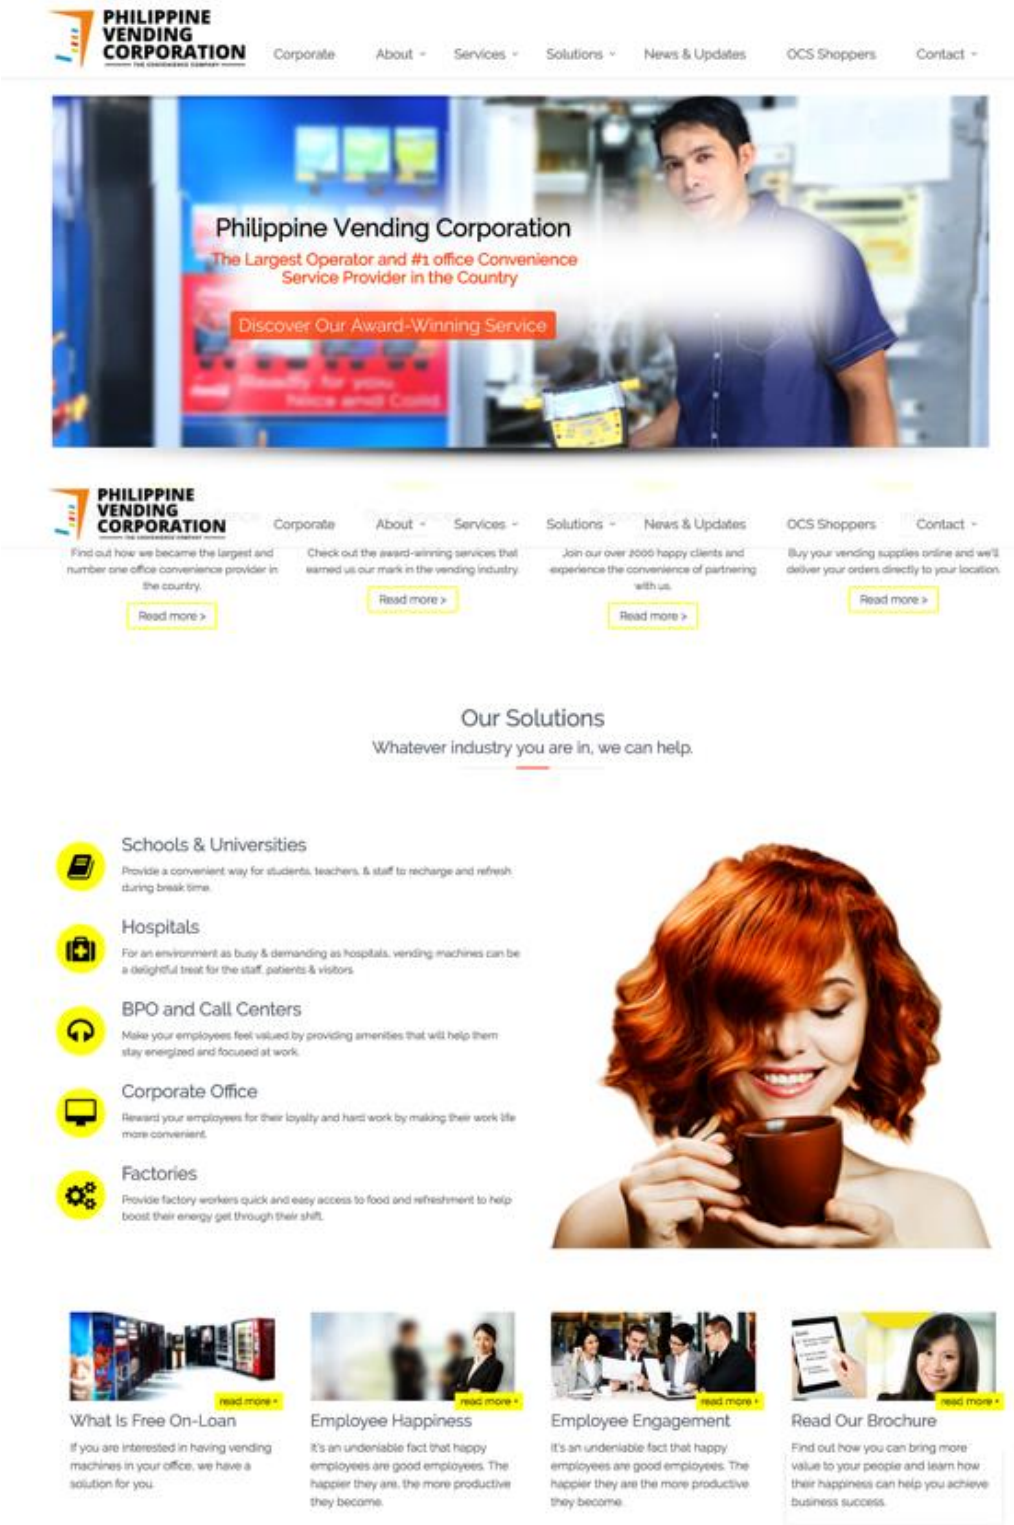 PHILIPPINE
VENDING
CORPORATION
THE CONVENIENCE COMPANY
Corporate About Services Solutions News & Updates OCS Shoppers Contact
Philippine Vending Corporation
The Largest Operator and #1 office Convenience
Service Provider in the Country
Discover Our Award-Winning Service
PHILIPPINE
VENDING
CORPORATION
THE CONVENIENCE COMPANY
Corporate About Services Solutions News & Updates OCS Shoppers Contact
Find out how we became the largest and
number one office convenience provider in
the country.
Read more >
Check out the award-winning services that
earned us our mark in the vending industry.
Read more >
Join our over 2000 happy clients and
experience the convenience of partnering
with us.
Read more >
Buy your vending supplies online and we'll
deliver your orders directly to your location.
Read more >
Our Solutions
Whatever industry you are in, we can help.
Schools & Universities
Provide a convenient way for students, teachers, & staff to recharge and refresh
during break time.
Hospitals
For an environment as busy & demanding as hospitals, vending machines can be
a delightful treat for the staff, patients & visitors
BPO and Call Centers
Make your employees feel valued by providing amenities that will help them
stay energized and focused at work.
Corporate Office
Reward your employees for their loyalty and hard work by making their work life
more convenient.
Factories
Provide factory workers quick and easy access to food and refreshment to help
boost their energy get through their shift.
read more +
What Is Free On-Loan
If you are interested in having vending
machines in your office, we have a
solution for you.
read more +
Employee Happiness
It's an undeniable fact that happy
employees are good employees. The
happier they are, the more productive
they become.
read more +
Employee Engagement
It's an undeniable fact that happy
employees are good employees. The
happier they are the more productive
they become.
read more +
Read Our Brochure
Find out how you can bring more
value to your people and learn how
their happiness can help you achieve
business success.